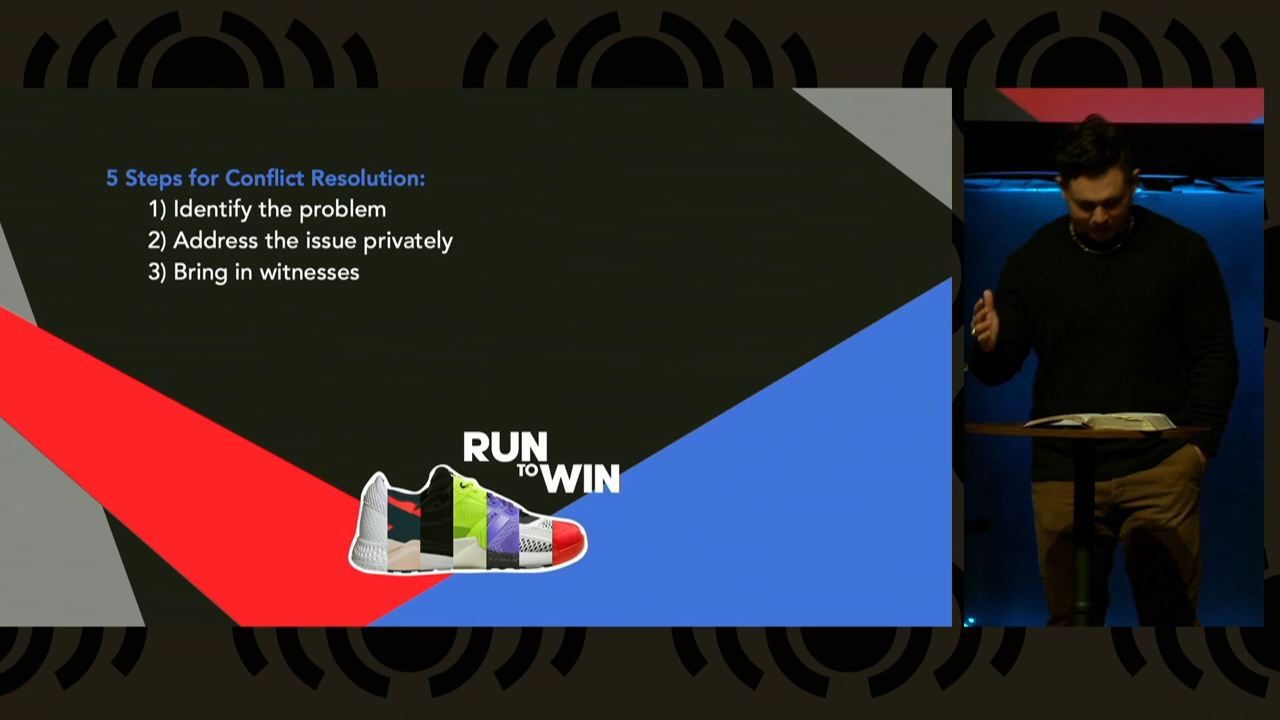 5 Steps for Conflict Resolution:
1) Identify the problem
2) Address the issue privately
3) Bring in witnesses
RUN
TO WIN